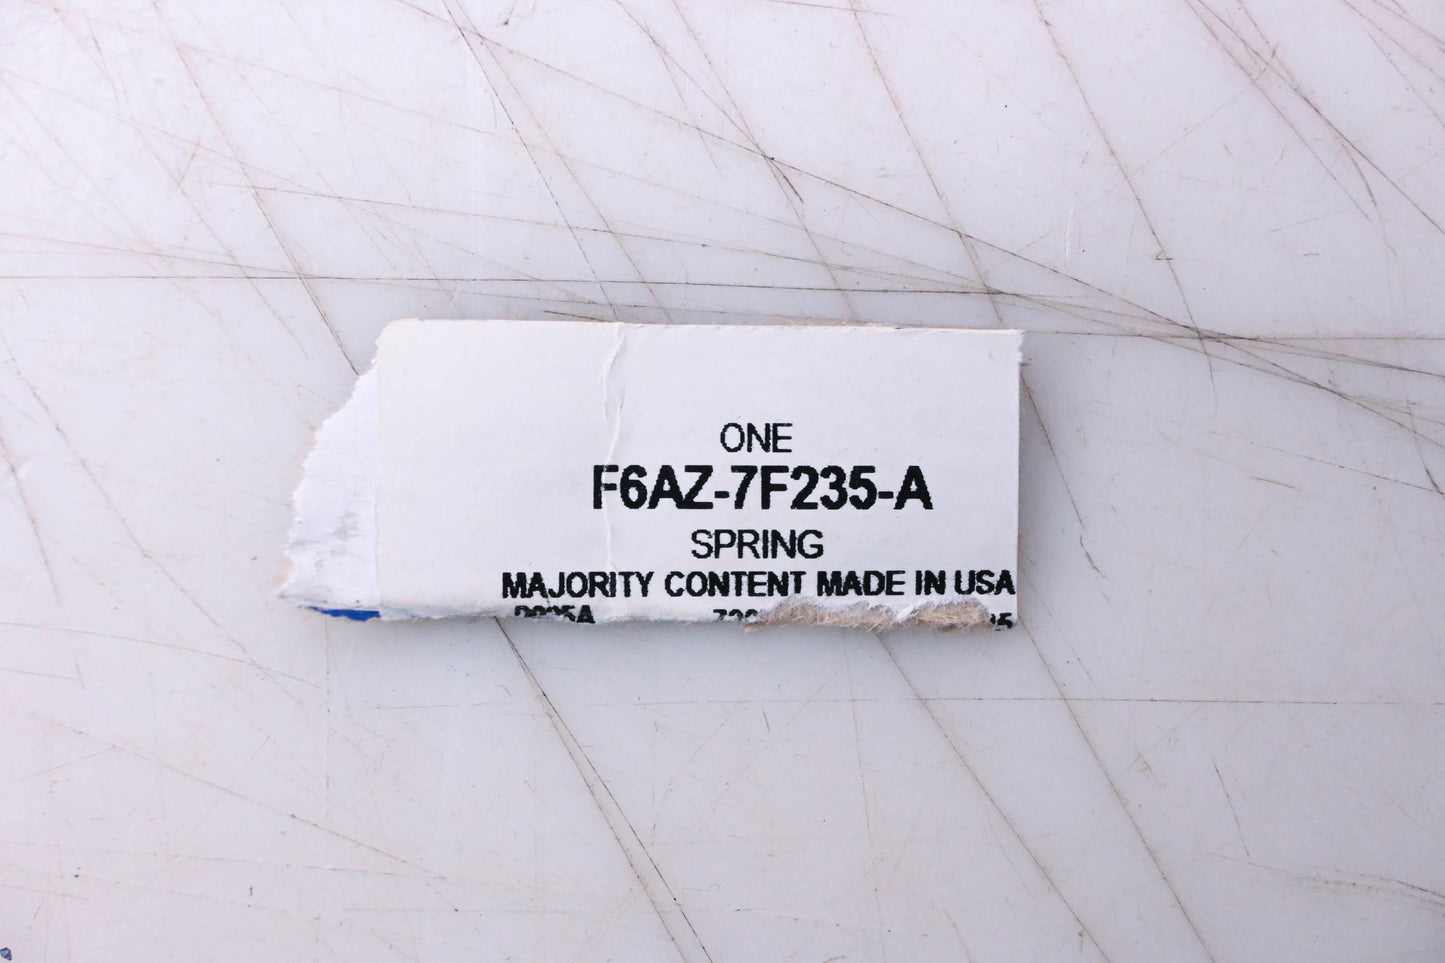 ONE
F6AZ-7F235-A
SPRING
MAJORITY CONTENT MADE IN USA